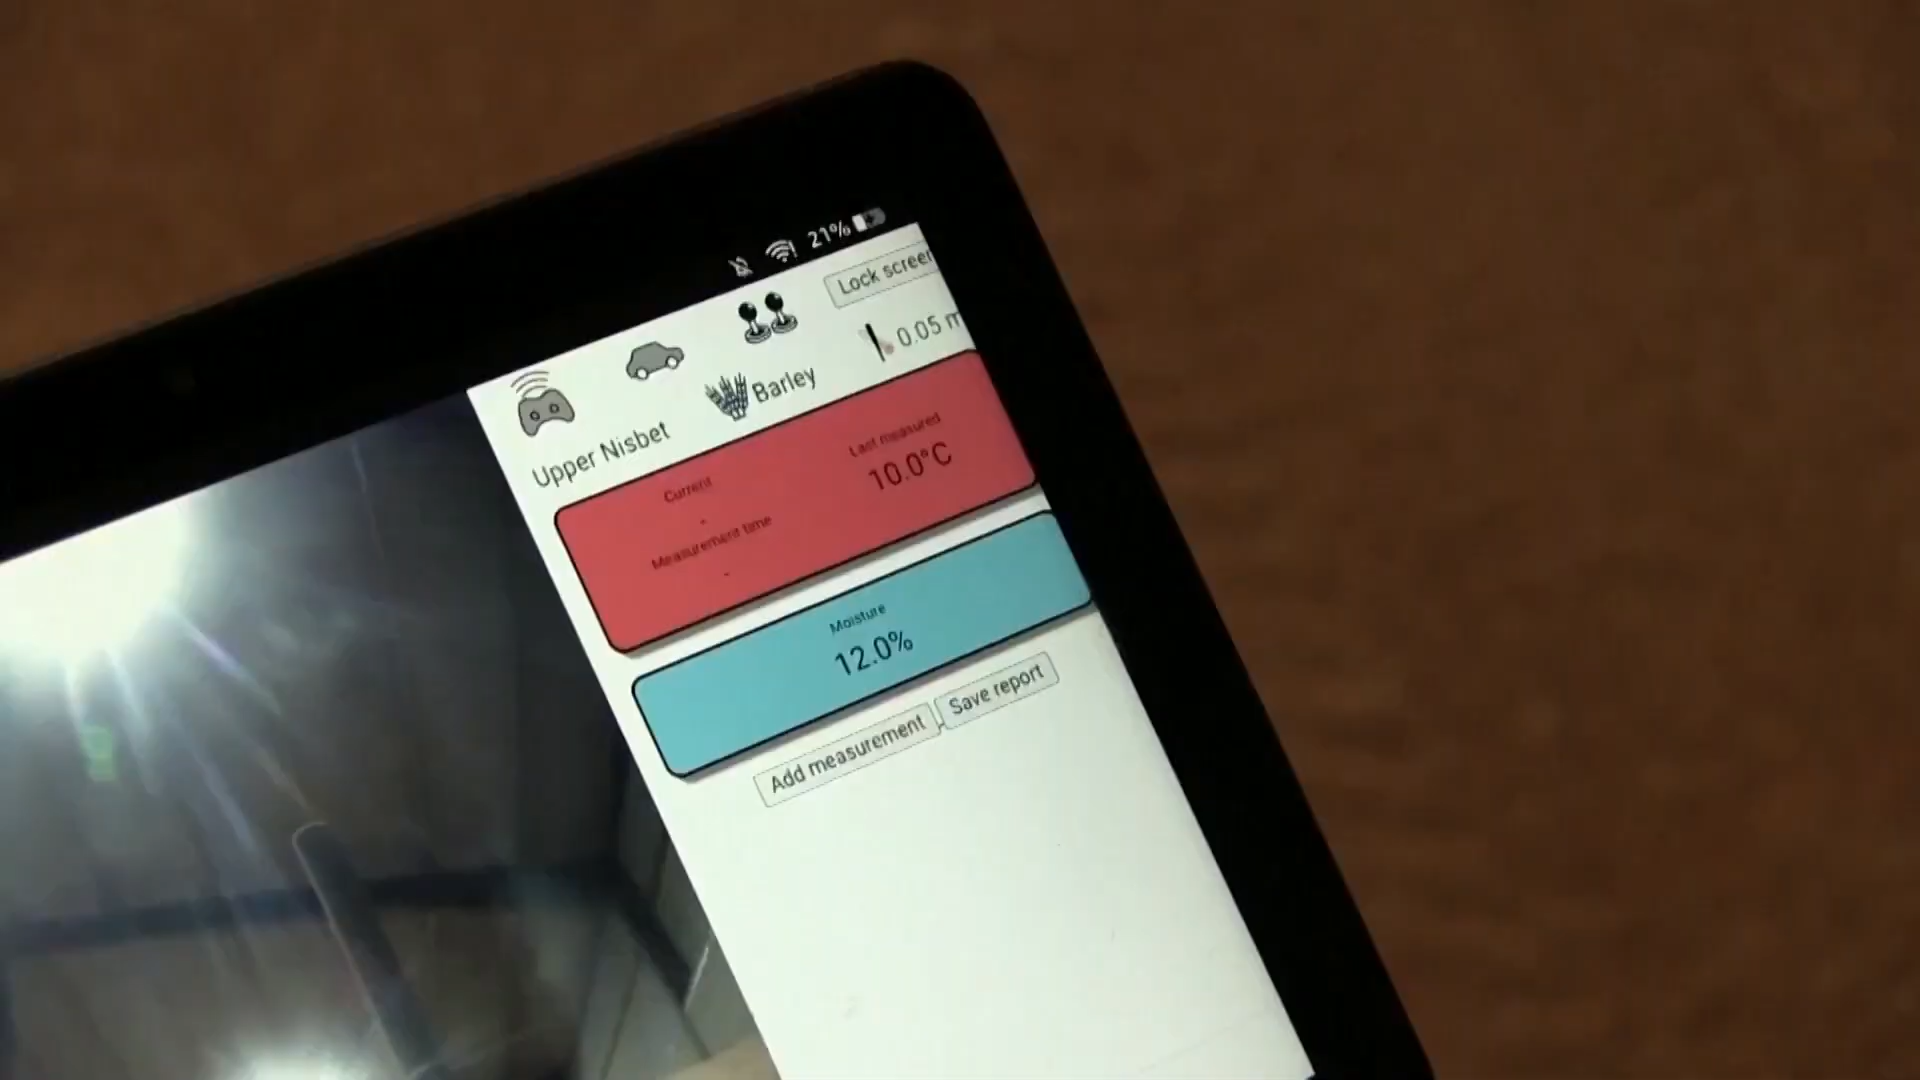 21%
Lock screen
0.05 m
Upper Nisbet
Barley
Current
-
Measurement time
-
Last measured
10.0°C
Moisture
12.0%
Add measurement
Save report